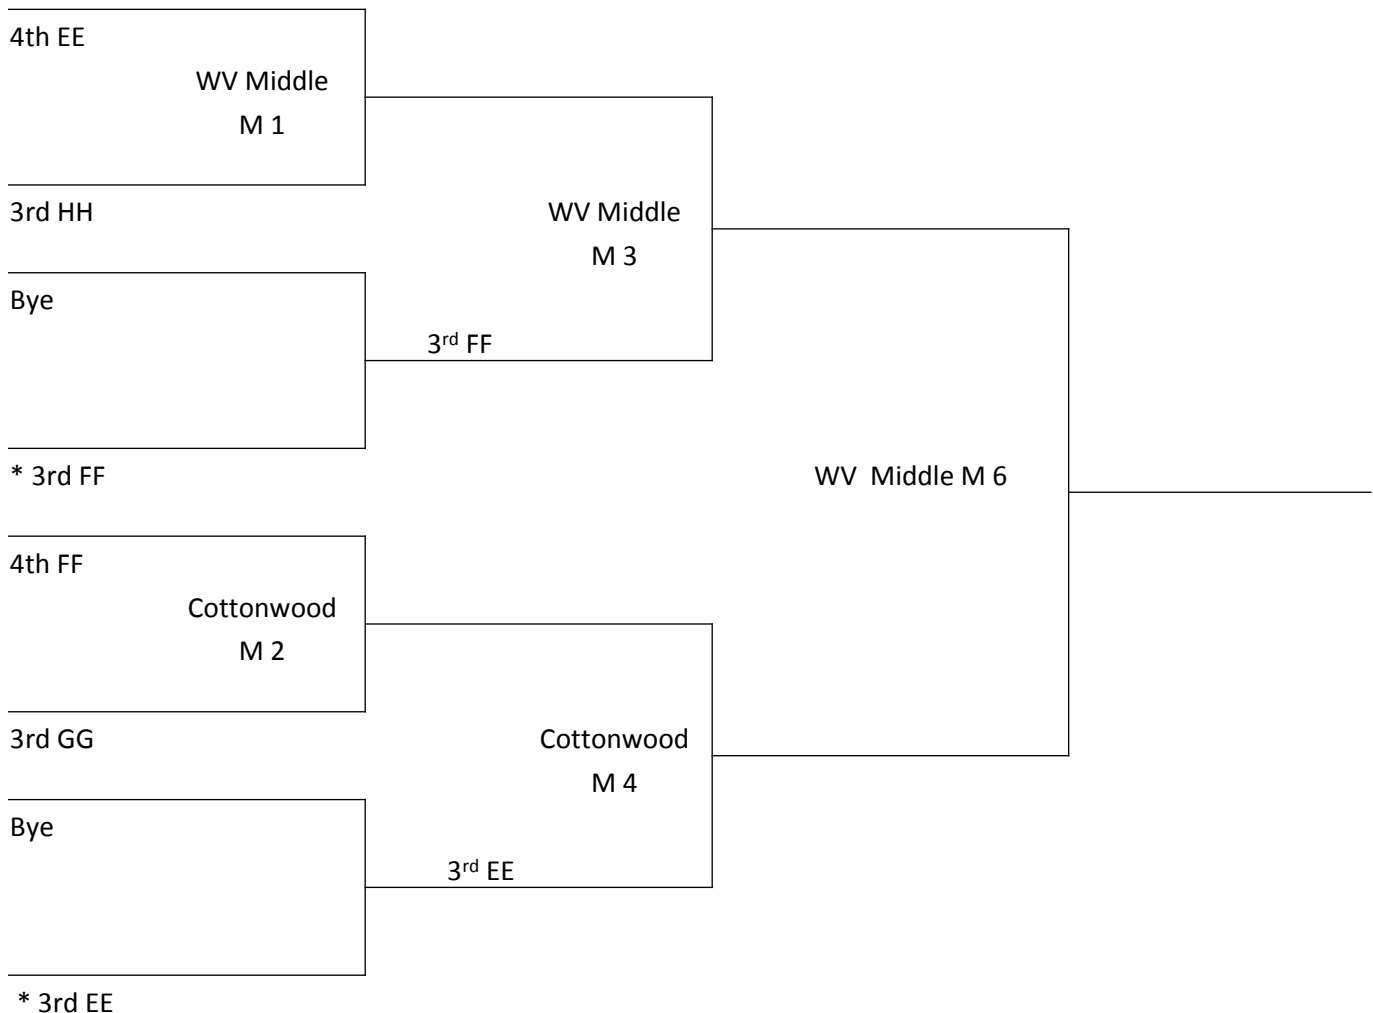 4th EE
WV Middle
M 1
3rd HH
WV Middle
M 3
Bye
3rd FF
* 3rd FF
WV  Middle M 6
4th FF
Cottonwood
M 2
3rd GG
Cottonwood
M 4
Bye
3rd EE
* 3rd EE